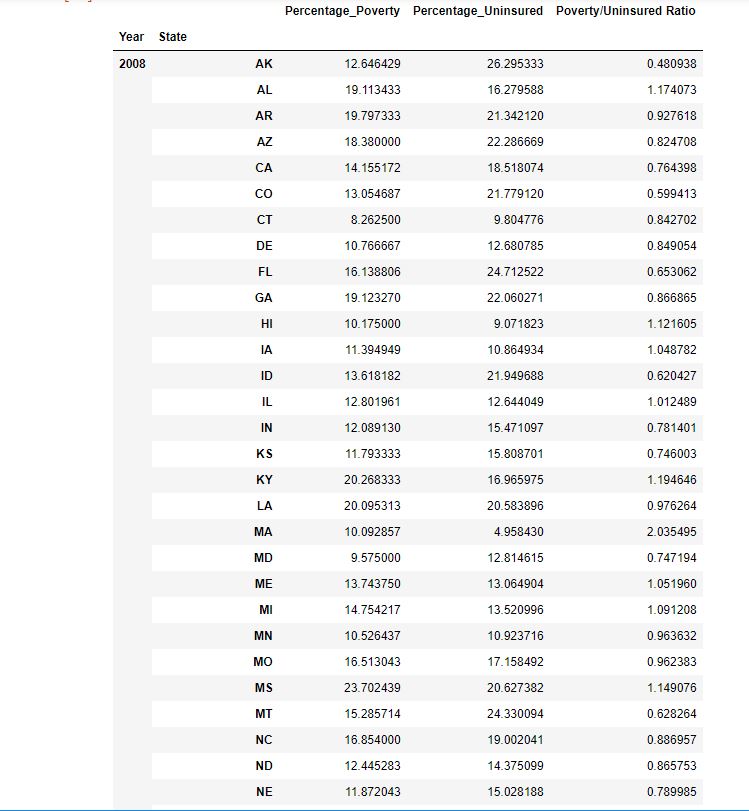 Percentage_Poverty Percentage_Uninsured Poverty/Uninsured Ratio
Year State
2008 AK 12.646429 26.295333 0.480938
AL 19.113433 16.279588 1.174073
AR 19.797333 21.342120 0.927618
AZ 18.380000 22.286669 0.824708
CA 14.155172 18.518074 0.764398
CO 13.054687 21.779120 0.599413
CT 8.262500 9.804776 0.842702
DE 10.766667 12.680785 0.849054
FL 16.138806 24.712522 0.653062
GA 19.123270 22.060271 0.866865
HI 10.175000 9.071823 1.121605
IA 11.394949 10.864934 1.048782
ID 13.618182 21.949688 0.620427
IL 12.801961 12.644049 1.012489
IN 12.089130 15.471097 0.781401
KS 11.793333 15.808701 0.746003
KY 20.268333 16.965975 1.194646
LA 20.095313 20.583896 0.976264
MA 10.092857 4.958430 2.035495
MD 9.575000 12.814615 0.747194
ME 13.743750 13.064904 1.051960
MI 14.754217 13.520996 1.091208
MN 10.526437 10.923716 0.963632
MO 16.513043 17.158492 0.962383
MS 23.702439 20.627382 1.149076
MT 15.285714 24.330094 0.628264
NC 16.854000 19.002041 0.886957
ND 12.445283 14.375099 0.865753
NE 11.872043 15.028188 0.789985